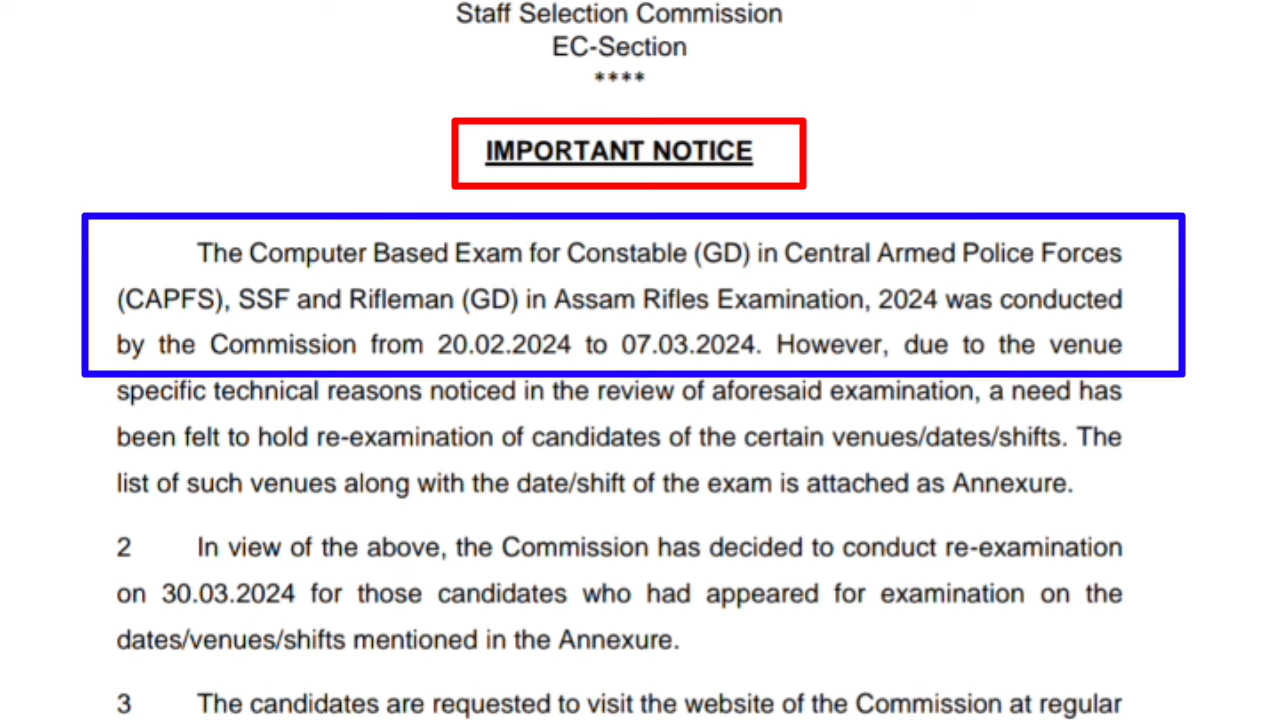 Staff Selection Commission
EC-Section
****
IMPORTANT NOTICE
The Computer Based Exam for Constable (GD) in Central Armed Police Forces
(CAPFS), SSF and Rifleman (GD) in Assam Rifles Examination, 2024 was conducted
by the Commission from 20.02.2024 to 07.03.2024. However, due to the venue
specific technical reasons noticed in the review of aforesaid examination, a need has
been felt to hold re-examination of candidates of the certain venues/dates/shifts. The
list of such venues along with the date/shift of the exam is attached as Annexure.
2 In view of the above, the Commission has decided to conduct re-examination
on 30.03.2024 for those candidates who had appeared for examination on the
dates/venues/shifts mentioned in the Annexure.
3 The candidates are requested to visit the website of the Commission at regular